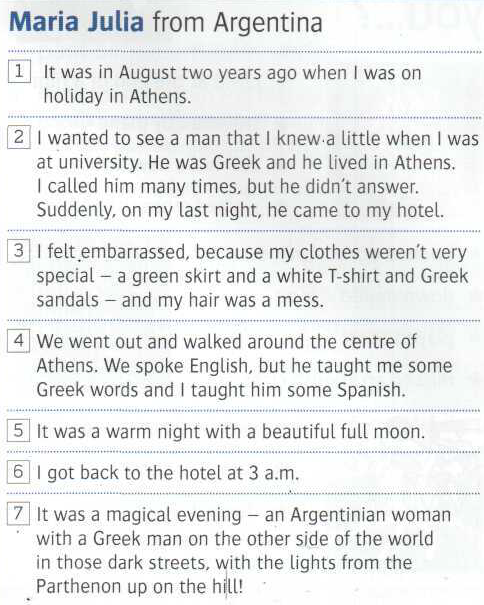 Maria Julia from Argentina
1 It was in August two years ago when I was on
holiday in Athens.
2 I wanted to see a man that I knew a little when I was
at university. He was Greek and he lived in Athens.
I called him many times, but he didn't answer.
Suddenly, on my last night, he came to my hotel.
3 I felt embarrassed, because my clothes weren't very
special – a green skirt and a white T-shirt and Greek
sandals – and my hair was a mess.
4 We went out and walked around the centre of
Athens. We spoke English, but he taught me some
Greek words and I taught him some Spanish.
5 It was a warm night with a beautiful full moon.
6 I got back to the hotel at 3 a.m.
7 It was a magical evening – an Argentinian woman
with a Greek man on the other side of the world
in those dark streets, with the lights from the
Parthenon up on the hill!